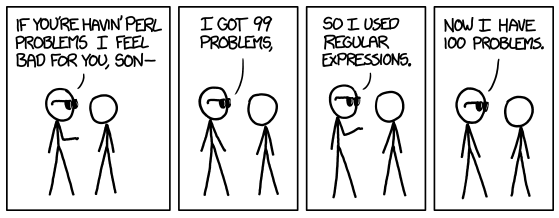 IF YOU'RE HAVIN' PERL
PROBLEMS I FEEL
BAD FOR YOU, SON—
I GOT 99
PROBLEMS,
SO I USED
REGULAR
EXPRESSIONS.
NOW I HAVE
100 PROBLEMS.